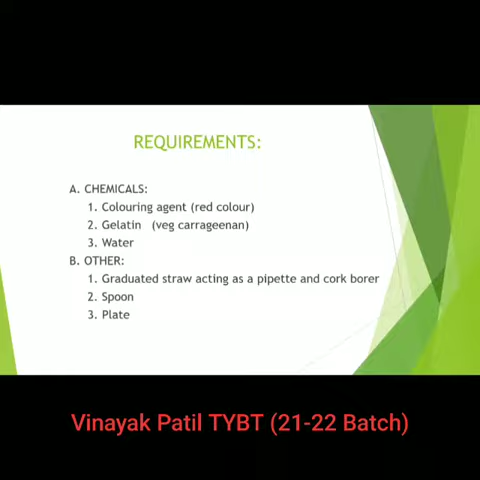 REQUIREMENTS:
A. CHEMICALS:
1. Colouring agent (red colour)
2. Gelatin (veg carrageenan)
3. Water
B. OTHER:
1. Graduated straw acting as a pipette and cork borer
2. Spoon
3. Plate
Vinayak Patil TYBT (21-22 Batch)